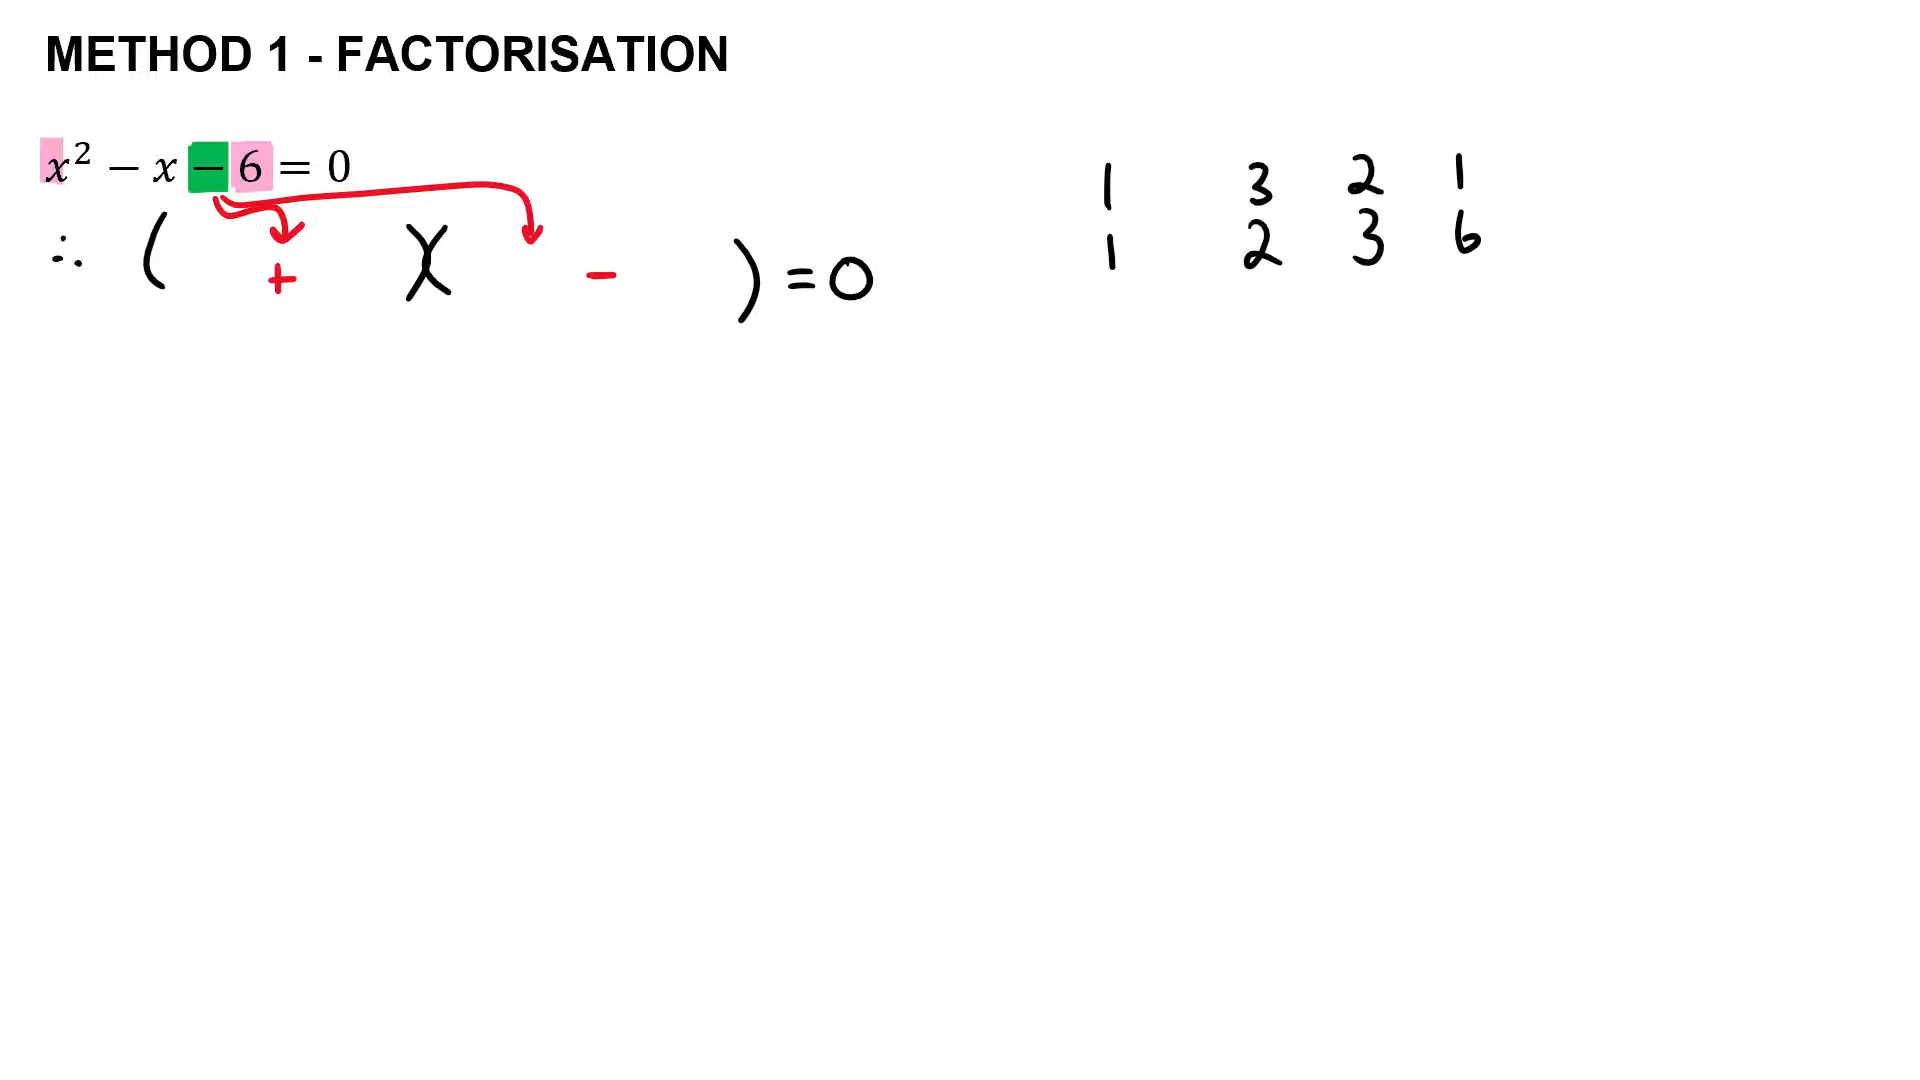 METHOD 1 - FACTORISATION
x² − x − 6 = 0
∴ ( + )( - ) = 0
1 3 2 1
1 2 3 6